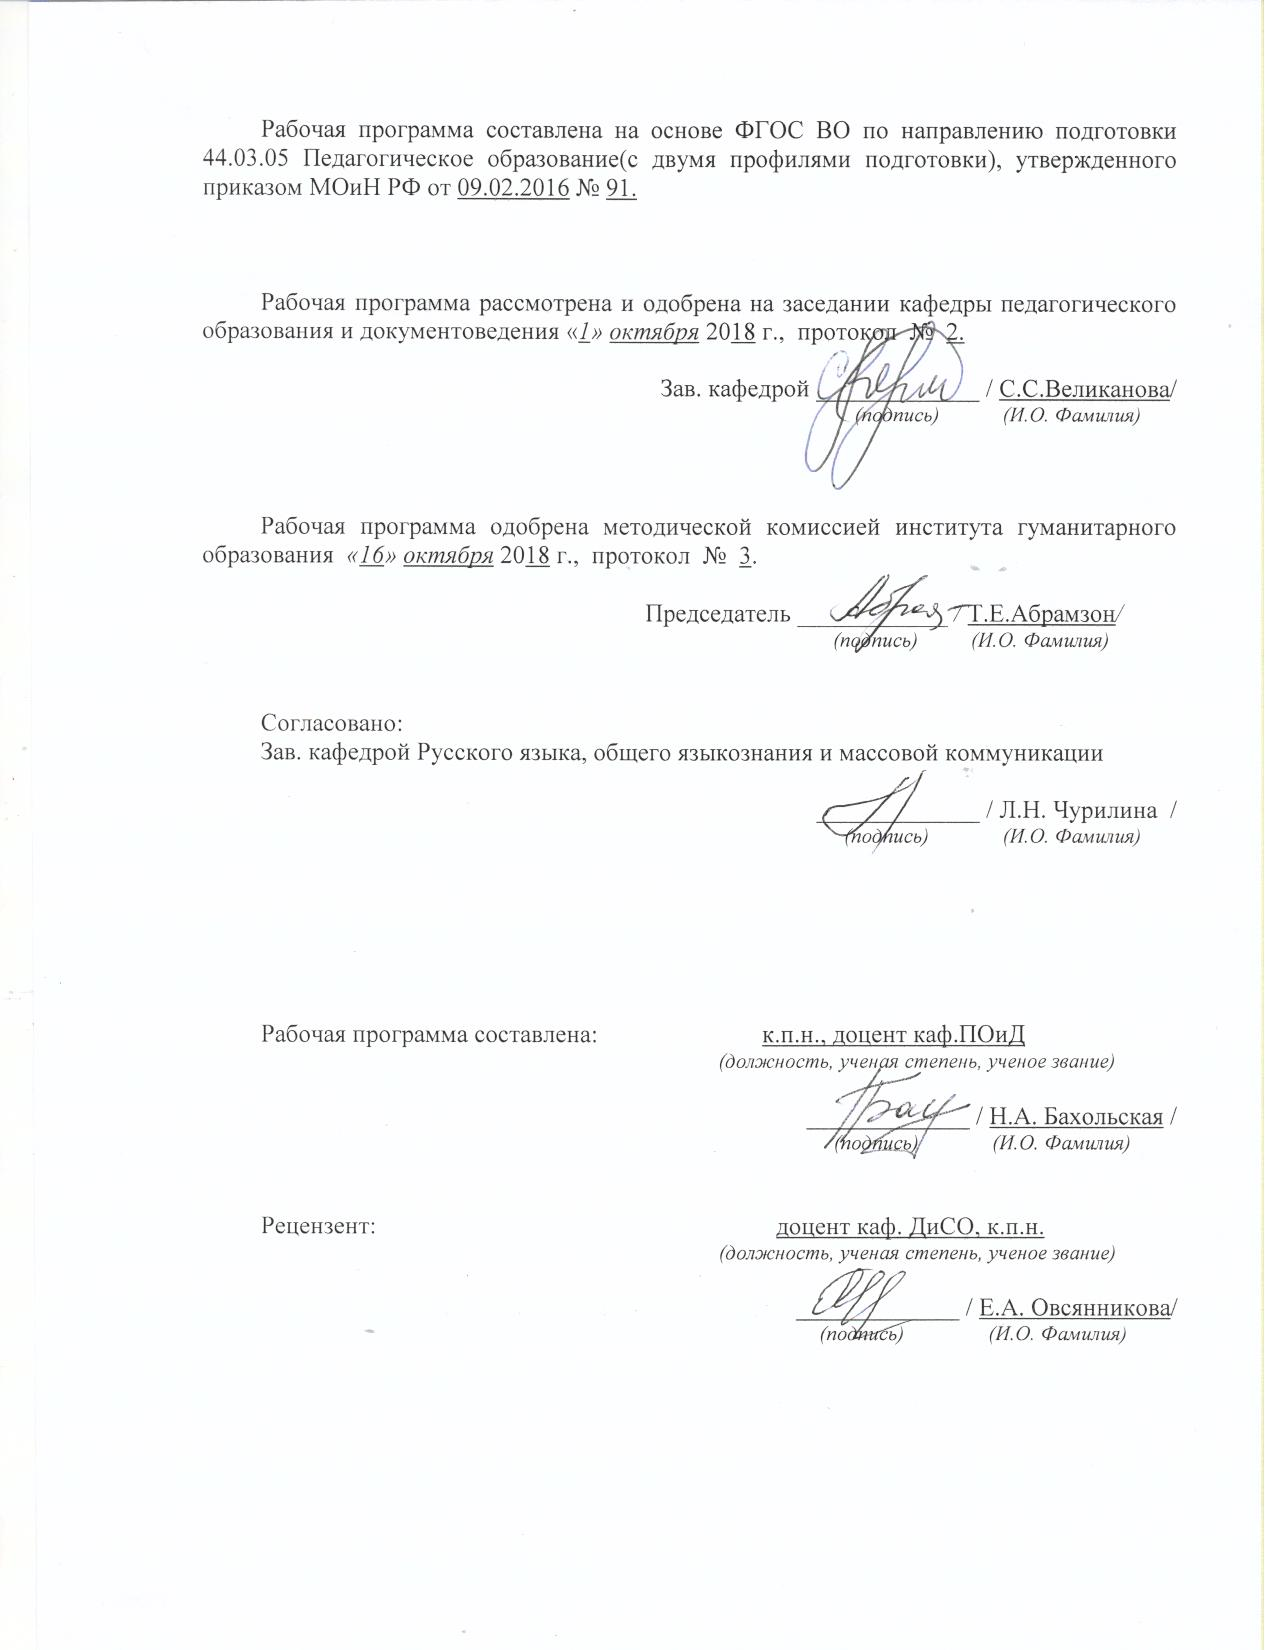 Рабочая программа составлена на основе ФГОС ВО по направлению подготовки
44.03.05 Педагогическое образование(с двумя профилями подготовки), утвержденного
приказом МОиН РФ от 09.02.2016 № 91.
Рабочая программа рассмотрена и одобрена на заседании кафедры педагогического
образования и документоведения «1» октября 2018 г., протокол № 2.
Зав. кафедрой _____________ / С.С.Великанова/
(подпись) (И.О. Фамилия)
Рабочая программа одобрена методической комиссией института гуманитарного
образования «16» октября 2018 г., протокол № 3.
Председатель ____________ / Т.Е.Абрамзон/
(подпись) (И.О. Фамилия)
Согласовано:
Зав. кафедрой Русского языка, общего языкознания и массовой коммуникации
_____________ / Л.Н. Чурилина /
(подпись) (И.О. Фамилия)
Рабочая программа составлена: к.п.н., доцент каф.ПОиД
(должность, ученая степень, ученое звание)
_____________ / Н.А. Бахольская /
(подпись) (И.О. Фамилия)
Рецензент: доцент каф. ДиСО, к.п.н.
(должность, ученая степень, ученое звание)
_____________ / Е.А. Овсянникова/
(подпись) (И.О. Фамилия)